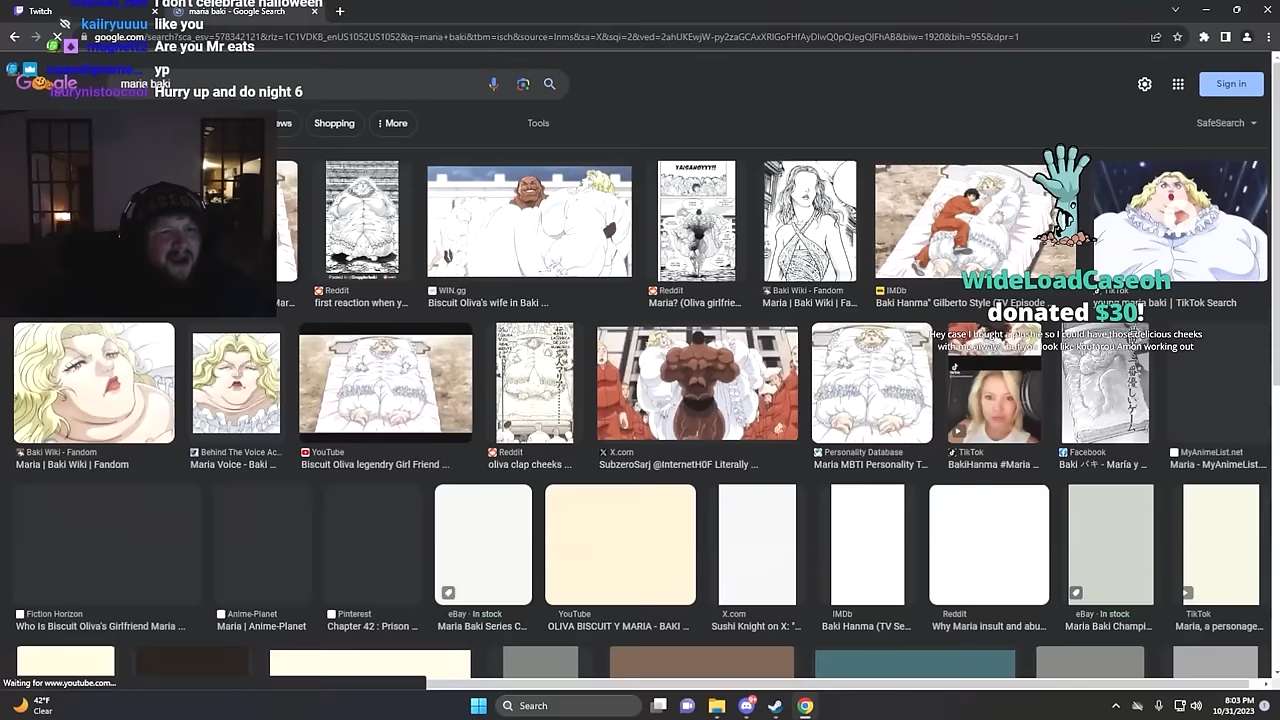 I don't celebrate halloween
Twitch
maria baki - Google Search
kaiiryuuuu like you
google.com/search?sca_esv=578342121&riz=1C1VDKB_enUS1052US1052&q=maria+baki&tbm=isch&source=lnms&sa=X&sqi=2&ved=2ahUKEwjW-py2zaGCAxXRIGoFHfAyDlwQ0pQJegQIFhAB&biw=1920&bih=955&dpr=1
Are you Mr eats
yp
Google
maria baki
Sign in
Hurry up and do night 6
Shopping
More
Tools
SafeSearch
YAISANOYYY!!
Reddit
first reaction when y...
WIN.gg
Biscuit Oliva's wife in Baki ...
Reddit
Maria? (Oliva girlfrie...
Baki Wiki - Fandom
Maria | Baki Wiki | Fa...
IMDb
Baki Hanma" Gilberto Style (TV Episode ...
young maria baki | TikTok Search
WideLoadCaseoh
donated $30!
Baki Wiki - Fandom
Maria | Baki Wiki | Fandom
Behind The Voice Ac...
Maria Voice - Baki ...
YouTube
Biscuit Oliva legendry Girl Friend ...
Reddit
oliva clap cheeks ...
X.com
SubzeroSarj @InternetH0F Literally ...
Personality Database
Maria MBTI Personality T...
TikTok
BakiHanma #Maria ...
Facebook
Baki バキ - María y ...
MyAnimeList.net
Maria - MyAnimeList....
Fiction Horizon
Who Is Biscuit Oliva's Girlfriend Maria ...
Anime-Planet
Maria | Anime-Planet
Pinterest
Chapter 42 : Prison ...
eBay · In stock
Maria Baki Series C...
YouTube
OLIVA BISCUIT Y MARIA - BAKI ...
X.com
Sushi Knight on X: "...
IMDb
Baki Hanma (TV Se...
Reddit
Why Maria insult and abu...
eBay · In stock
Maria Baki Champi...
TikTok
Maria, a personage...
Waiting for www.youtube.com...
42°F
Clear
Search
8:03 PM
10/31/2023